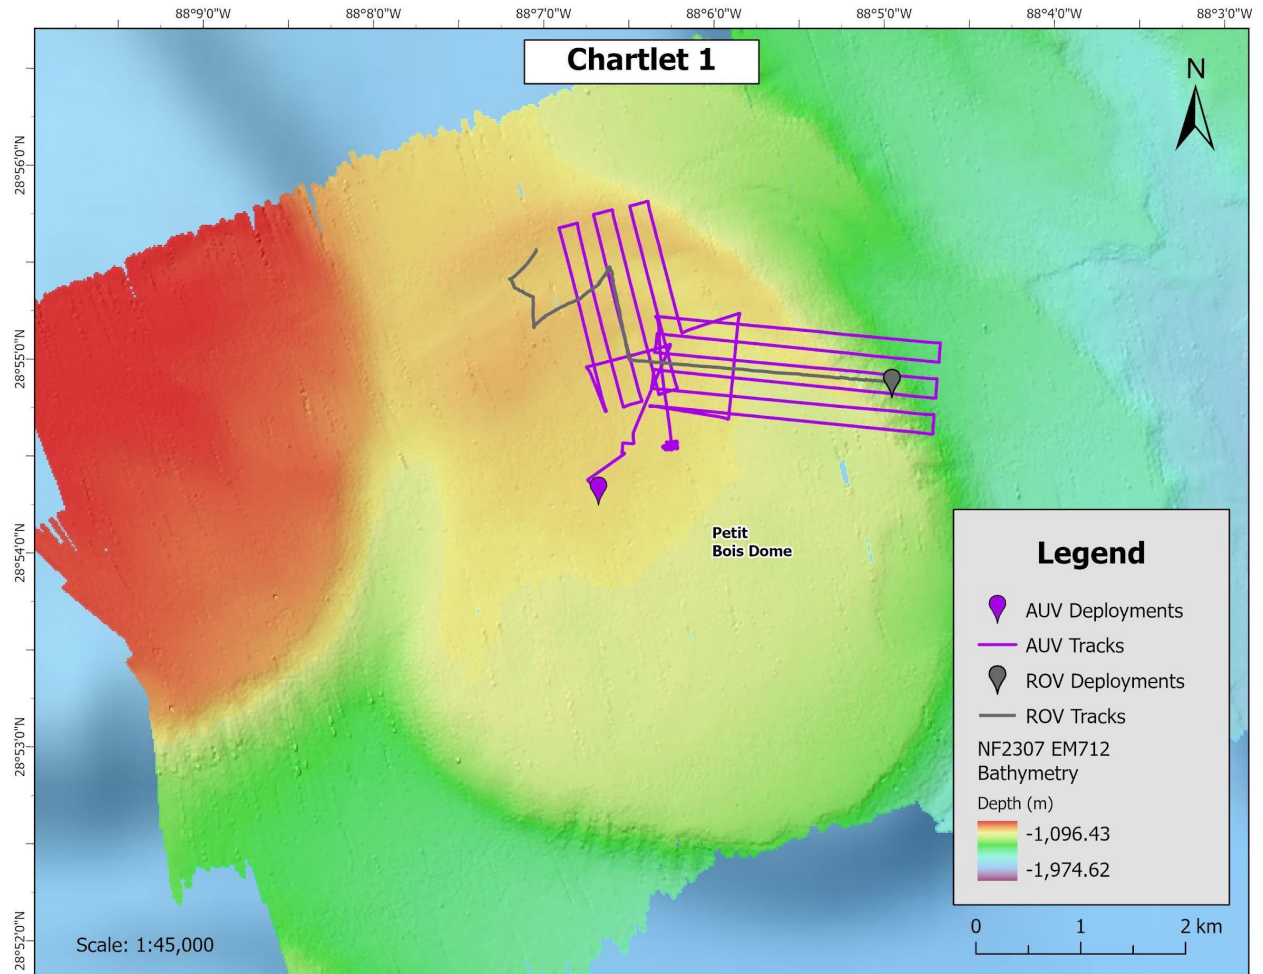 88°9'0"W 88°8'0"W 88°7'0"W 88°6'0"W 88°5'0"W 88°4'0"W 88°3'0"W
Chartlet 1
N
28°56'0"N
28°55'0"N
28°54'0"N
28°53'0"N
28°52'0"N
Petit
Bois Dome
Legend
AUV Deployments
AUV Tracks
ROV Deployments
ROV Tracks
NF2307 EM712
Bathymetry
Depth (m)
-1,096.43
-1,974.62
0 1 2 km
Scale: 1:45,000